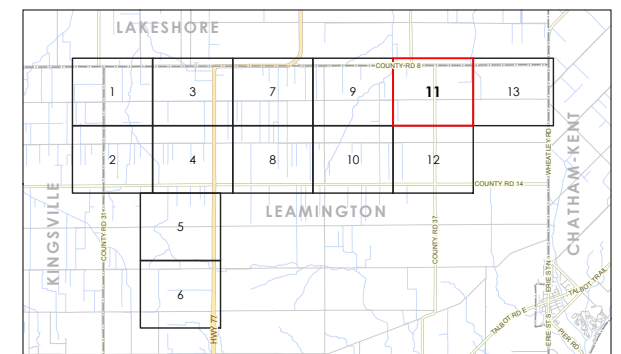 LAKESHORE
COUNTY RD 8
1 3 7 9 11 13
2 4 8 10 12
COUNTY RD 14
WHEATLEY RD
CHATHAM-KENT
KINGSVILLE
COUNTY RD 31
LEAMINGTON
COUNTY RD 37
5
6
HWY 77
ERIE ST N
TALBOT TRAIL
TALBOT RD E
ERIE ST S
PIER RD